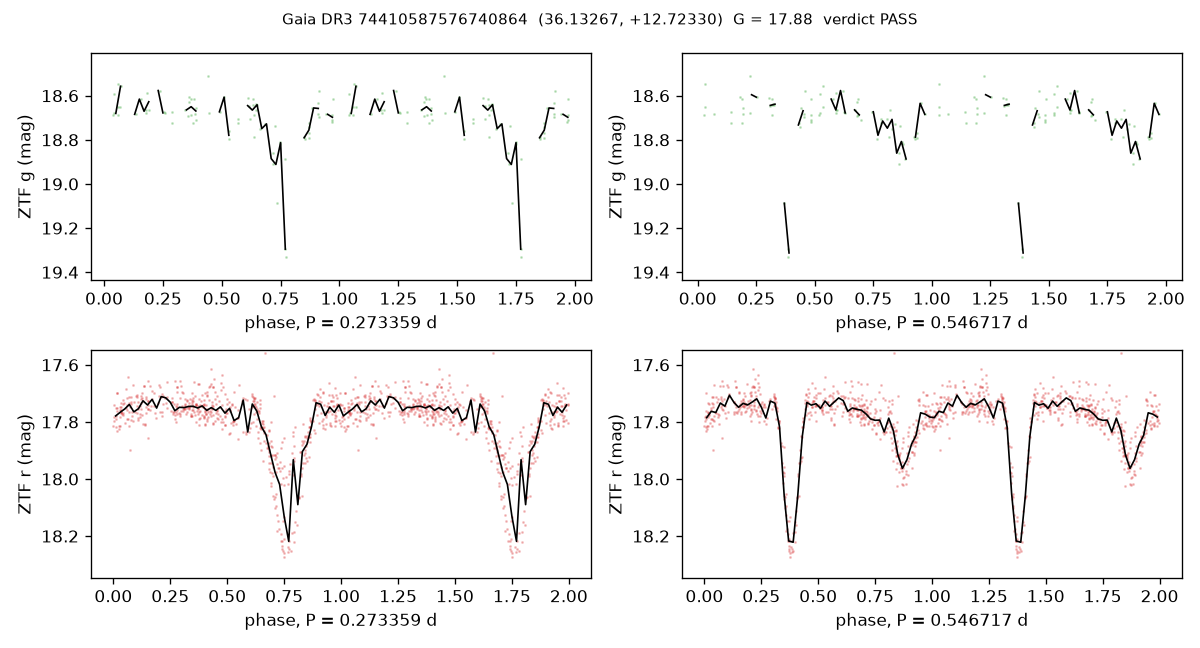 Gaia DR3 74410587576740864 (36.13267, +12.72330) G = 17.88 verdict PASS
ZTF g (mag)
18.6
18.8
19.0
19.2
19.4
0.00 0.25 0.50 0.75 1.00 1.25 1.50 1.75 2.00
phase, P = 0.273359 d
ZTF g (mag)
18.6
18.8
19.0
19.2
19.4
0.00 0.25 0.50 0.75 1.00 1.25 1.50 1.75 2.00
phase, P = 0.546717 d
ZTF r (mag)
17.6
17.8
18.0
18.2
0.00 0.25 0.50 0.75 1.00 1.25 1.50 1.75 2.00
phase, P = 0.273359 d
ZTF r (mag)
17.6
17.8
18.0
18.2
0.00 0.25 0.50 0.75 1.00 1.25 1.50 1.75 2.00
phase, P = 0.546717 d